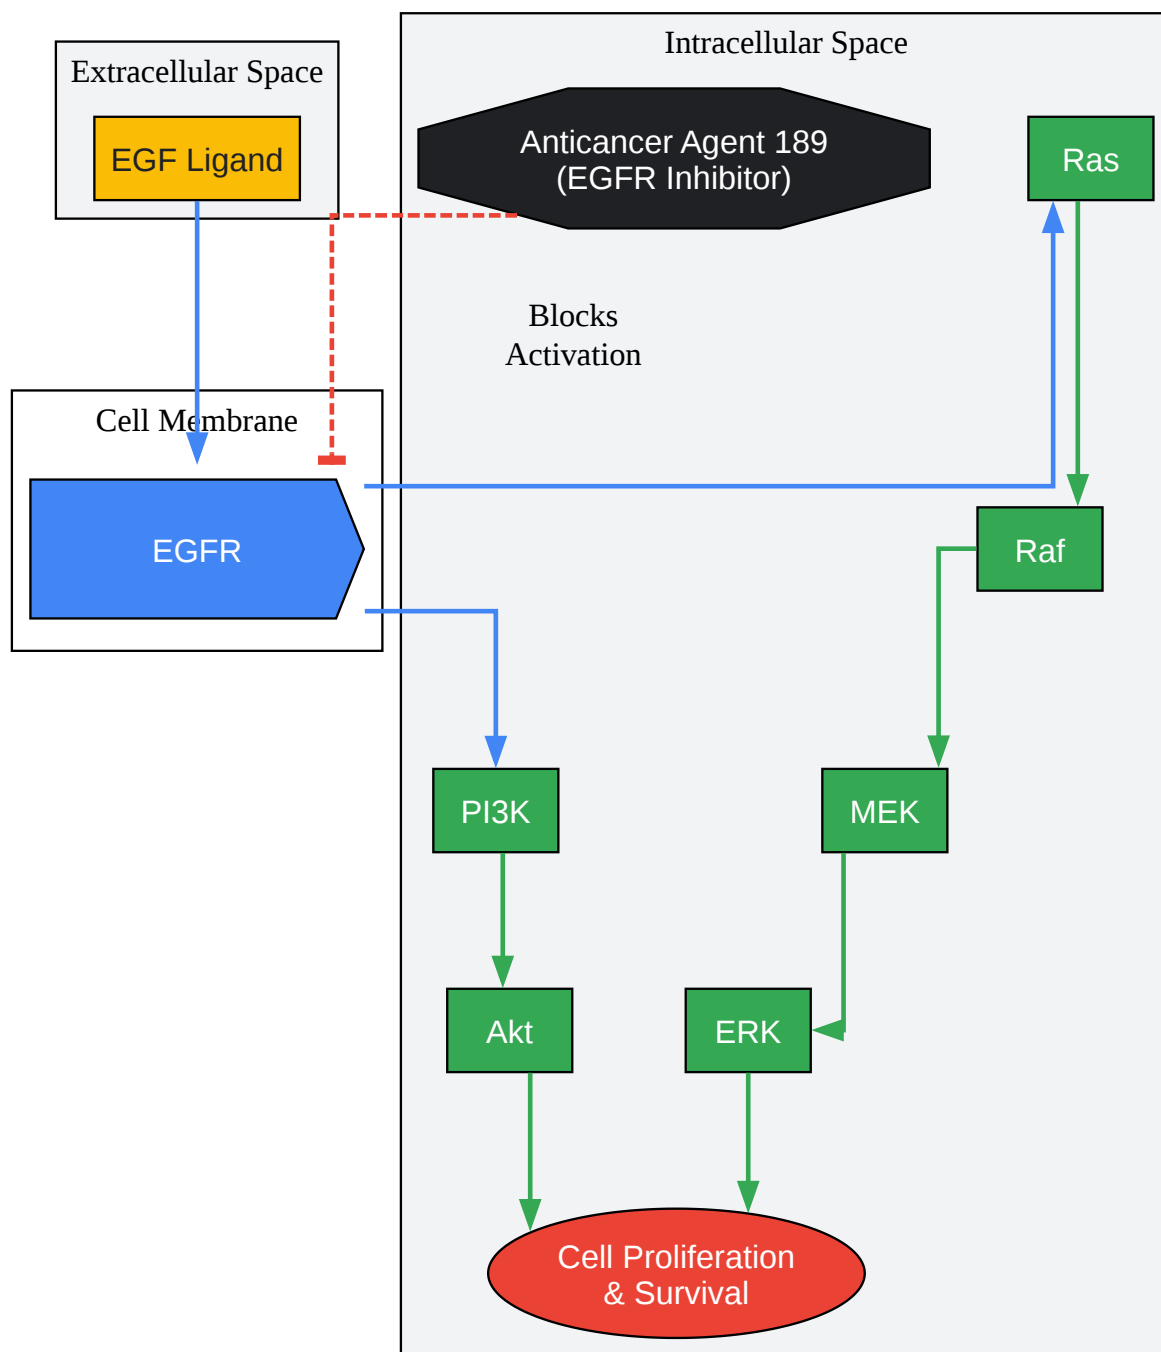 Intracellular Space
Extracellular Space
Anticancer Agent 189
(EGFR Inhibitor)
EGF Ligand
Ras
Blocks
Activation
Cell Membrane
EGFR
Raf
PI3K
MEK
Akt
ERK
Cell Proliferation
& Survival